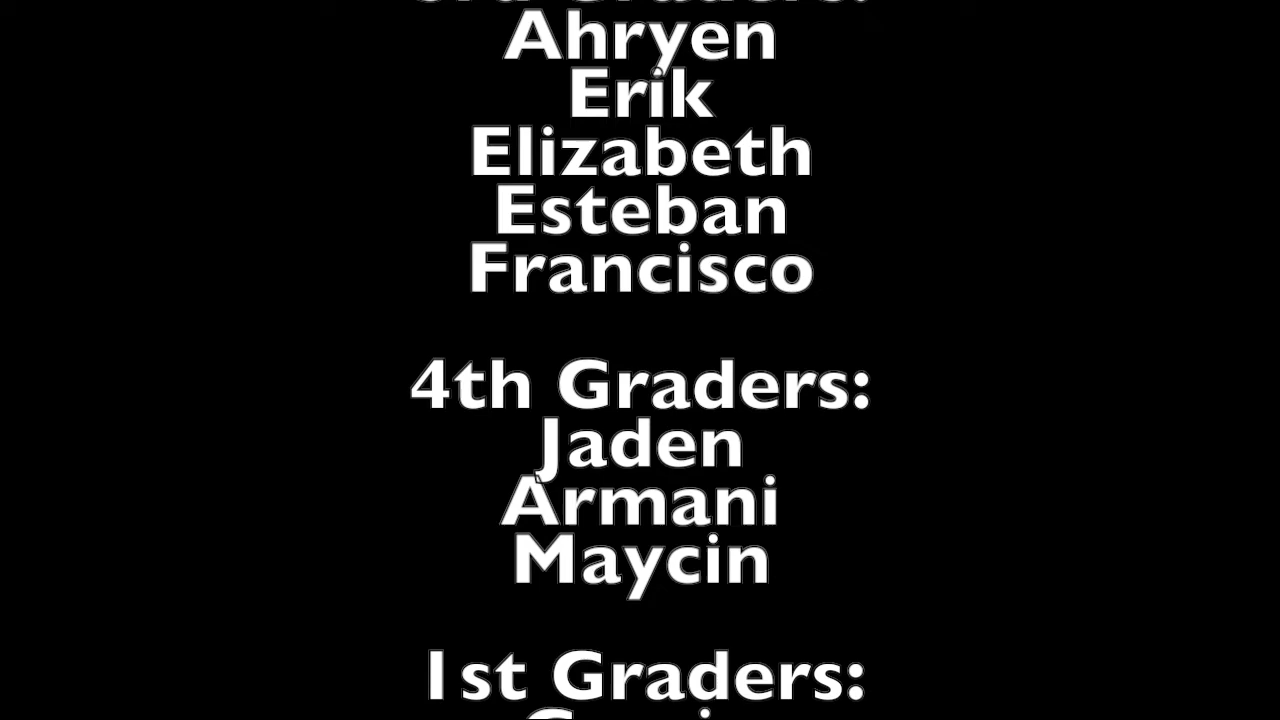 Ahryen
Erik
Elizabeth
Esteban
Francisco
4th Graders:
Jaden
Armani
Maycin
1st Graders: